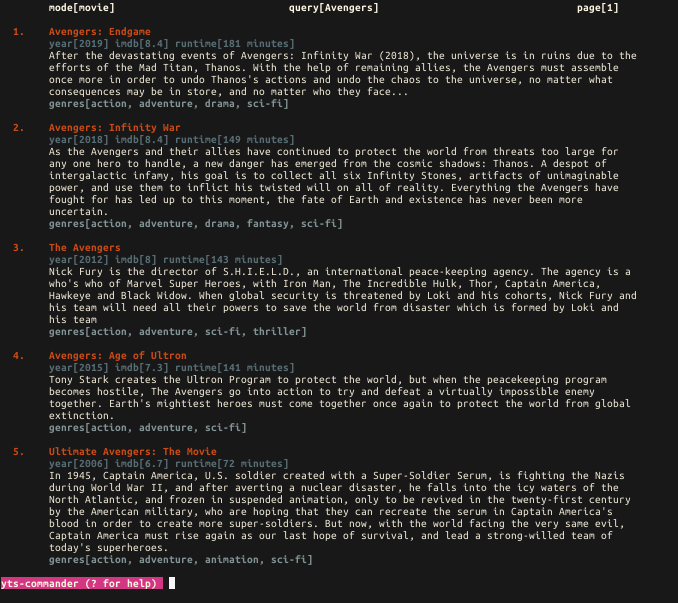 mode[movie] query[Avengers] page[1]
1. Avengers: Endgame
year[2019] imdb[8.4] runtime[181 minutes]
After the devastating events of Avengers: Infinity War (2018), the universe is in ruins due to the
efforts of the Mad Titan, Thanos. With the help of remaining allies, the Avengers must assemble
once more in order to undo Thanos's actions and undo the chaos to the universe, no matter what
consequences may be in store, and no matter who they face...
genres[action, adventure, drama, sci-fi]
2. Avengers: Infinity War
year[2018] imdb[8.4] runtime[149 minutes]
As the Avengers and their allies have continued to protect the world from threats too large for
any one hero to handle, a new danger has emerged from the cosmic shadows: Thanos. A despot of
intergalactic infamy, his goal is to collect all six Infinity Stones, artifacts of unimaginable
power, and use them to inflict his twisted will on all of reality. Everything the Avengers have
fought for has led up to this moment, the fate of Earth and existence has never been more
uncertain.
genres[action, adventure, drama, fantasy, sci-fi]
3. The Avengers
year[2012] imdb[8] runtime[143 minutes]
Nick Fury is the director of S.H.I.E.L.D., an international peace-keeping agency. The agency is a
who's who of Marvel Super Heroes, with Iron Man, The Incredible Hulk, Thor, Captain America,
Hawkeye and Black Widow. When global security is threatened by Loki and his cohorts, Nick Fury and
his team will need all their powers to save the world from disaster which is formed by Loki and
his team
genres[action, adventure, sci-fi, thriller]
4. Avengers: Age of Ultron
year[2015] imdb[7.3] runtime[141 minutes]
Tony Stark creates the Ultron Program to protect the world, but when the peacekeeping program
becomes hostile, The Avengers go into action to try and defeat a virtually impossible enemy
together. Earth's mightiest heroes must come together once again to protect the world from global
extinction.
genres[action, adventure, sci-fi]
5. Ultimate Avengers: The Movie
year[2006] imdb[6.7] runtime[72 minutes]
In 1945, Captain America, U.S. soldier created with a Super-Soldier Serum, is fighting the Nazis
during World War II, and after averting a nuclear disaster, he falls into the icy waters of the
North Atlantic, and frozen in suspended animation, only to be revived in the twenty-first century
by the American military, who are hoping that they can recreate the serum in Captain America's
blood in order to create more super-soldiers. But now, with the world facing the very same evil,
Captain America must rise again as our last hope of survival, and lead a strong-willed team of
today's superheroes.
genres[action, adventure, animation, sci-fi]
yts-commander (? for help)